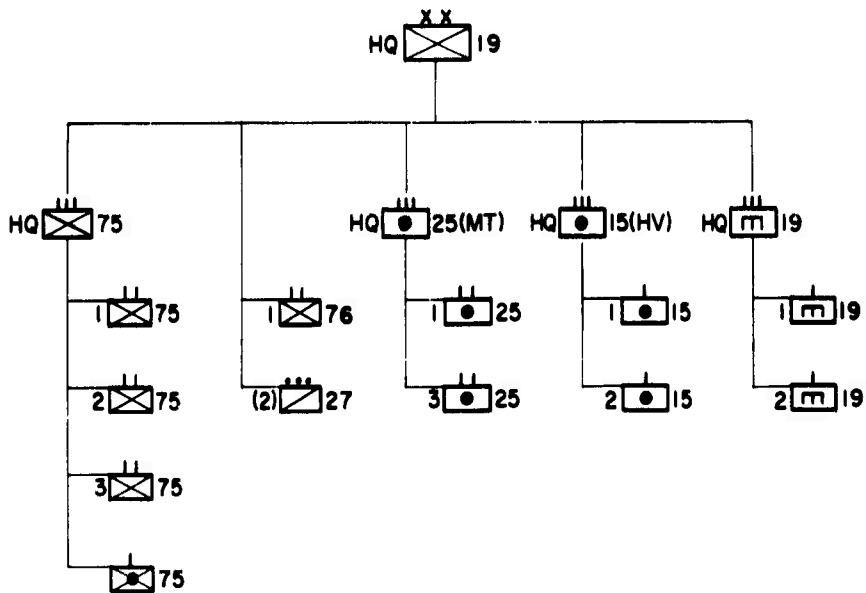 XX
HQ 19
HQ 75 HQ 25(MT) HQ 15(HV) HQ 19
1 75 1 76 1 25 1 15 1 19
2 75 (2) 27 3 25 2 15 2 19
3 75
75